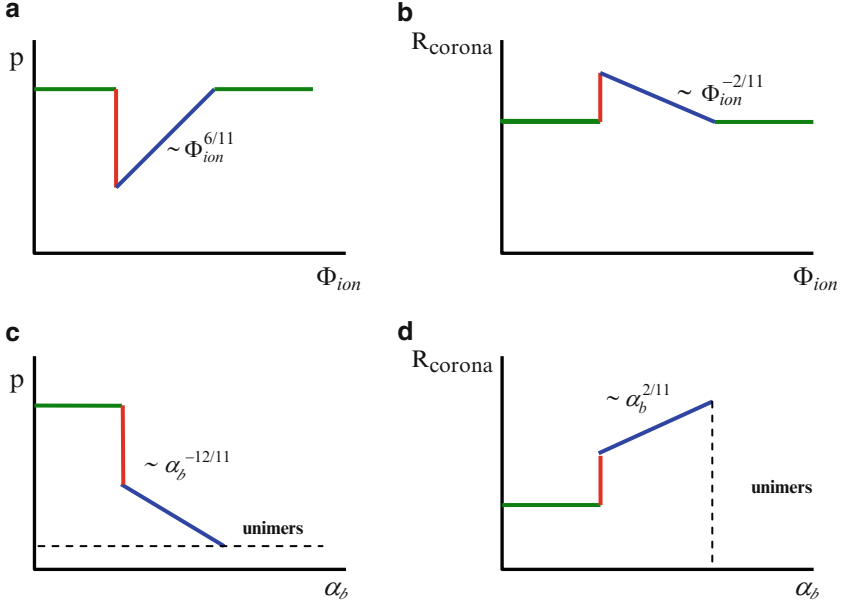 a
p
~ Φ_ion^6/11
Φ_ion
b
R_corona
~ Φ_ion^-2/11
Φ_ion
c
p
~ α_b^-12/11
unimers
α_b
d
R_corona
~ α_b^2/11
unimers
α_b